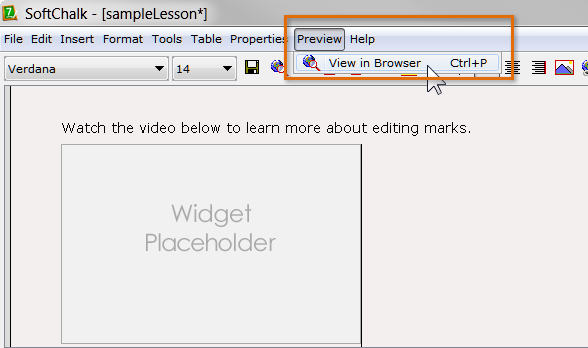 SoftChalk - [sampleLesson*]
File Edit Insert Format Tools Table Properties Preview Help
Verdana 14
View in Browser Ctrl+P
Watch the video below to learn more about editing marks.
Widget
Placeholder